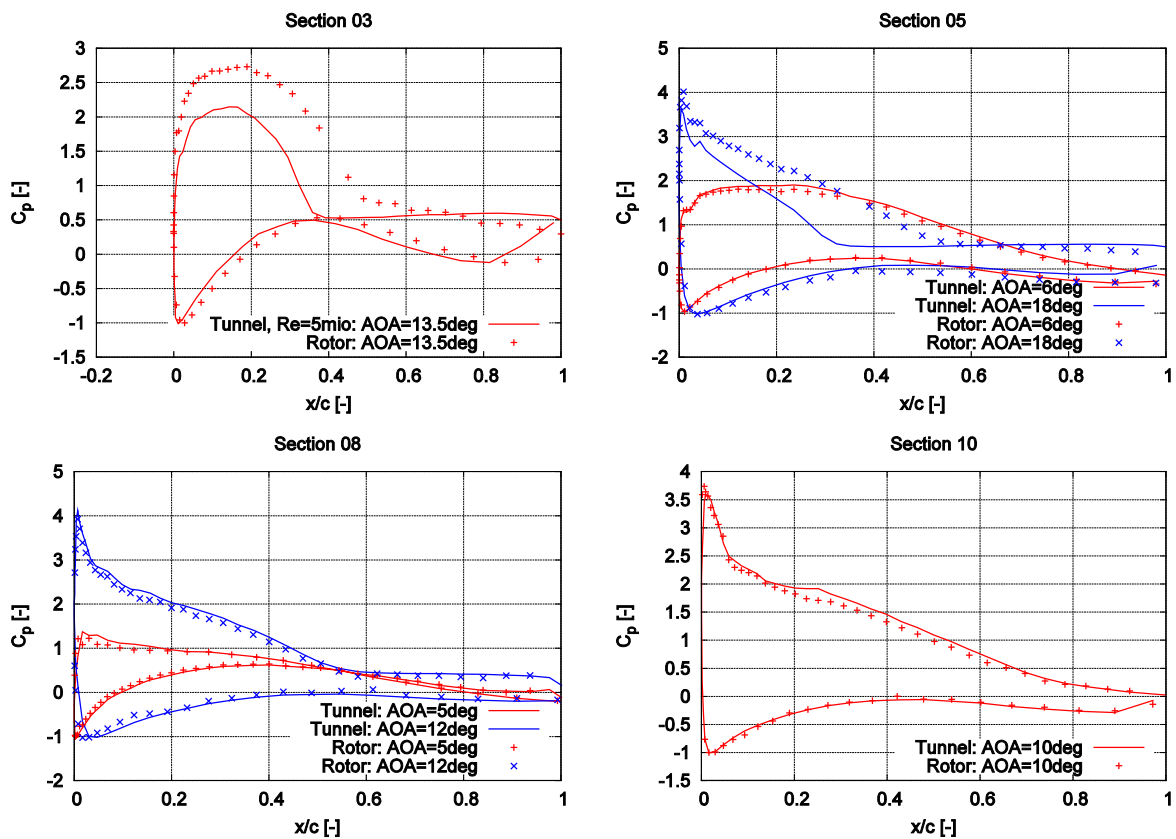 Section 03
3
2.5
2
1.5
1
0.5
0
-0.5
-1
-1.5
Cp [-]
-0.2 0 0.2 0.4 0.6 0.8 1
x/c [-]
Tunnel, Re=5mio: AOA=13.5deg
Rotor: AOA=13.5deg
Section 05
5
4
3
2
1
0
-1
-2
Cp [-]
0 0.2 0.4 0.6 0.8 1
x/c [-]
Tunnel: AOA=6deg
Tunnel: AOA=18deg
Rotor: AOA=6deg
Rotor: AOA=18deg
Section 08
5
4
3
2
1
0
-1
-2
Cp [-]
0 0.2 0.4 0.6 0.8 1
x/c [-]
Tunnel: AOA=5deg
Tunnel: AOA=12deg
Rotor: AOA=5deg
Rotor: AOA=12deg
Section 10
4
3.5
3
2.5
2
1.5
1
0.5
0
-0.5
-1
-1.5
Cp [-]
0 0.2 0.4 0.6 0.8 1
x/c [-]
Tunnel: AOA=10deg
Rotor: AOA=10deg